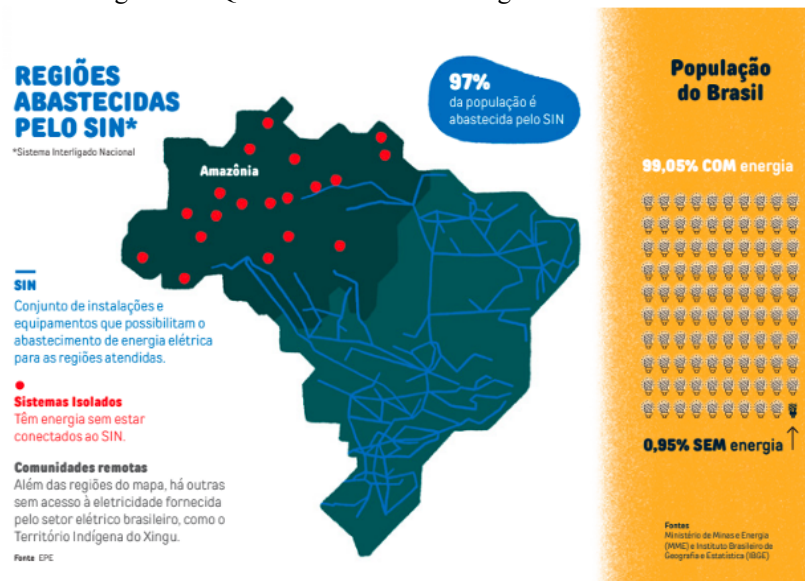 REGIÕES
ABASTECIDAS
PELO SIN*
*Sistema Interligado Nacional
97%
da população é
abastecida pelo SIN
Amazônia
SIN
Conjunto de instalações e
equipamentos que possibilitam o
abastecimento de energia elétrica
para as regiões atendidas.
Sistemas Isolados
Têm energia sem estar
conectados ao SIN.
Comunidades remotas
Além das regiões do mapa, há outras
sem acesso à eletricidade fornecida
pelo setor elétrico brasileiro, como o
Território Indígena do Xingu.
Fonte EPE
População
do Brasil
99,05% COM energia
0,95% SEM energia
Fontes
Ministério de Minas e Energia
(MME) e Instituto Brasileiro de
Geografia e Estatística (IBGE)